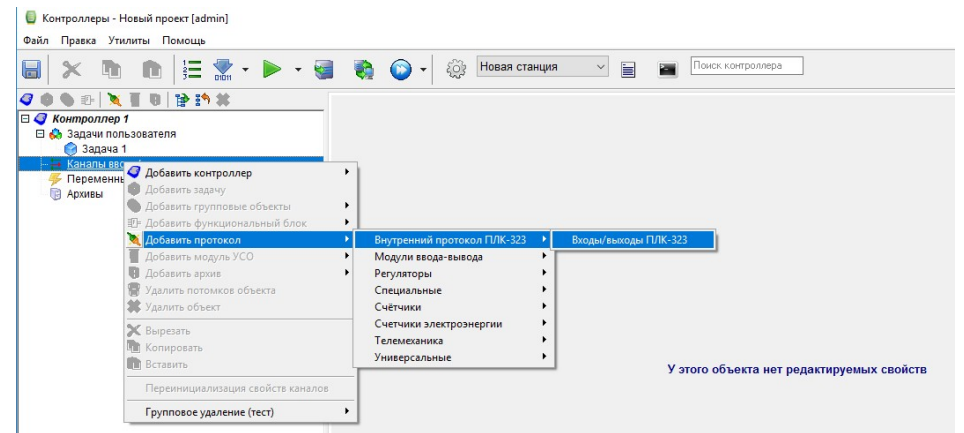 Контроллеры - Новый проект [admin]
Файл Правка Утилиты Помощь
Новая станция
Поиск контроллера
Контроллер 1
Задачи пользователя
Задача 1
Каналы
Архивы
Добавить контроллер
Добавить задачу
Добавить групповые объекты
Добавить функциональный блок
Добавить протокол
Добавить модуль УСО
Добавить архив
Удалить потомков объекта
Удалить объект
Вырезать
Копировать
Вставить
Переинициализация свойств каналов
Групповое удаление (тест)
Внутренний протокол ПЛК-323
Модули ввода-вывода
Регуляторы
Специальные
Счётчики
Счетчики электроэнергии
Телемеханика
Универсальные
Входы/выходы ПЛК-323
У этого объекта нет редактируемых свойств